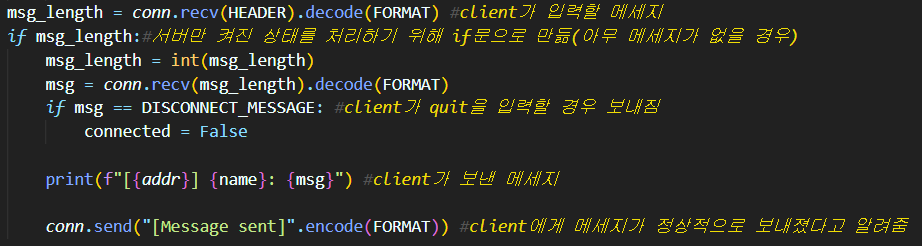 msg_length = conn.recv(HEADER).decode(FORMAT) #client가 입력할 메세지
if msg_length:#서버만 켜진 상태를 처리하기 위해 if문으로 만듦(아무 메세지가 없을 경우)
    msg_length = int(msg_length)
    msg = conn.recv(msg_length).decode(FORMAT)
    if msg == DISCONNECT_MESSAGE: #client가 quit을 입력할 경우 보내짐
        connected = False
    print(f"[{addr}] {name}: {msg}") #client가 보낸 메세지
    conn.send("[Message sent]".encode(FORMAT)) #client에게 메세지가 정상적으로 보내졌다고 알려줌